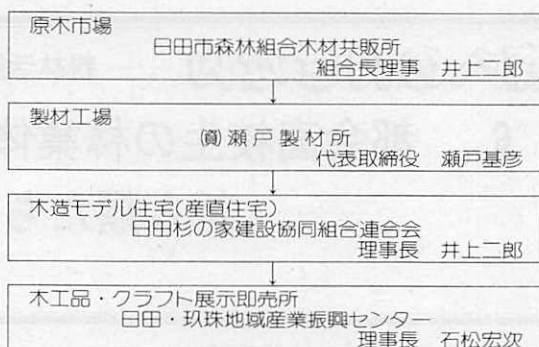 原木市場
日田市森林組合木材共販所
組合長理事 井上二郎
製材工場
㈾瀬戸製材所
代表取締役 瀬戸基彦
木造モデル住宅(産直住宅)
日田杉の家建設協同組合連合会
理事長 井上二郎
木工品・クラフト展示即売所
日田・玖珠地域産業振興センター
理事長 石松宏次